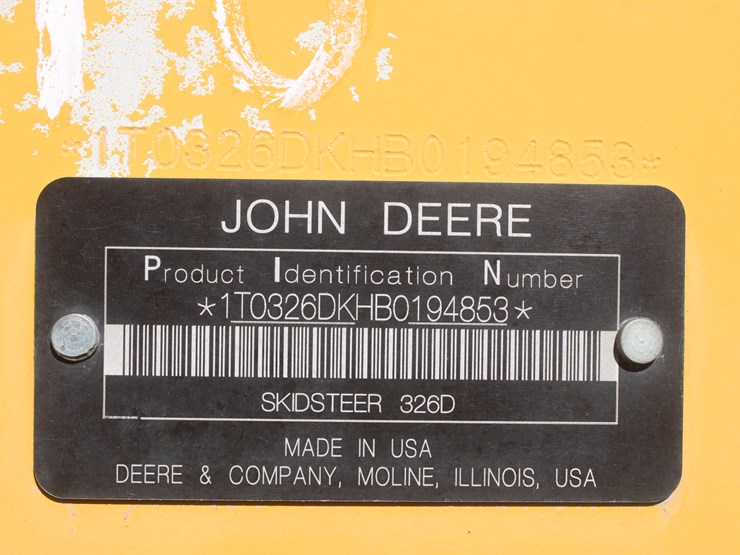 *1T0326DKHB0194853*
JOHN DEERE
Product Identification Number
*1T0326DKHB0194853*
SKIDSTEER 326D
MADE IN USA
DEERE & COMPANY, MOLINE, ILLINOIS, USA